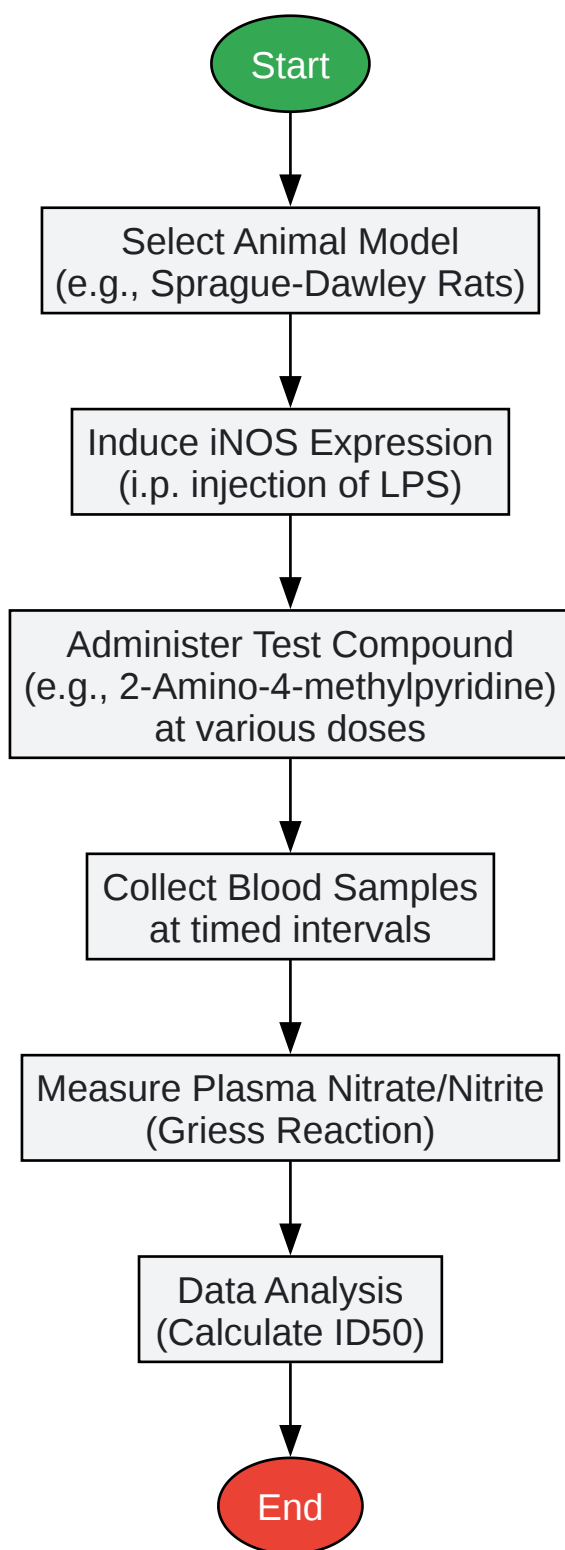 Start
Select Animal Model
(e.g., Sprague-Dawley Rats)
Induce iNOS Expression
(i.p. injection of LPS)
Administer Test Compound
(e.g., 2-Amino-4-methylpyridine)
at various doses
Collect Blood Samples
at timed intervals
Measure Plasma Nitrate/Nitrite
(Griess Reaction)
Data Analysis
(Calculate ID50)
End